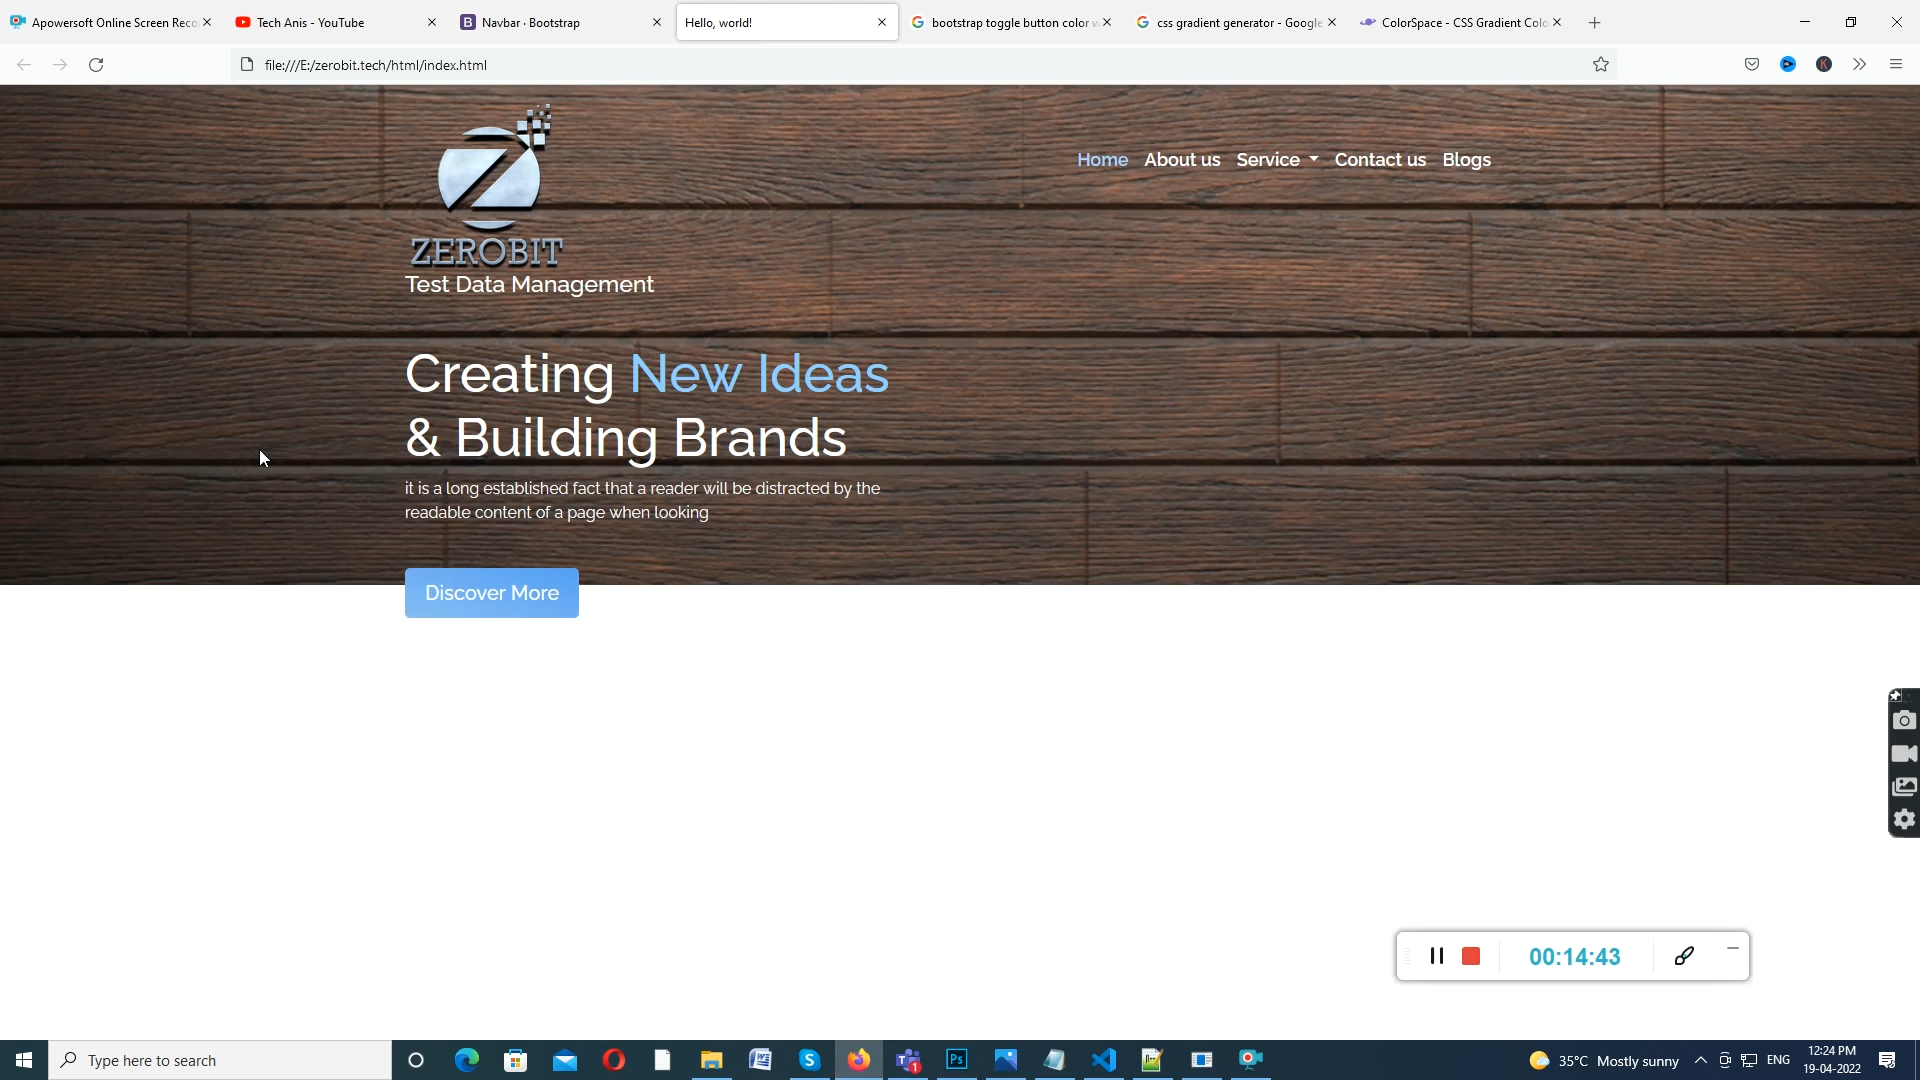 Apowersoft Online Screen Reco
Tech Anis - YouTube
Navbar · Bootstrap
Hello, world!
bootstrap toggle button color w
css gradient generator - Google
ColorSpace - CSS Gradient Colo
file:///E:/zerobit.tech/html/index.html
ZEROBIT
Test Data Management
Home About us Service Contact us Blogs
Creating New Ideas
& Building Brands
it is a long established fact that a reader will be distracted by the
readable content of a page when looking
Discover More
00:14:43
Type here to search
35°C Mostly sunny
ENG
12:24 PM
19-04-2022